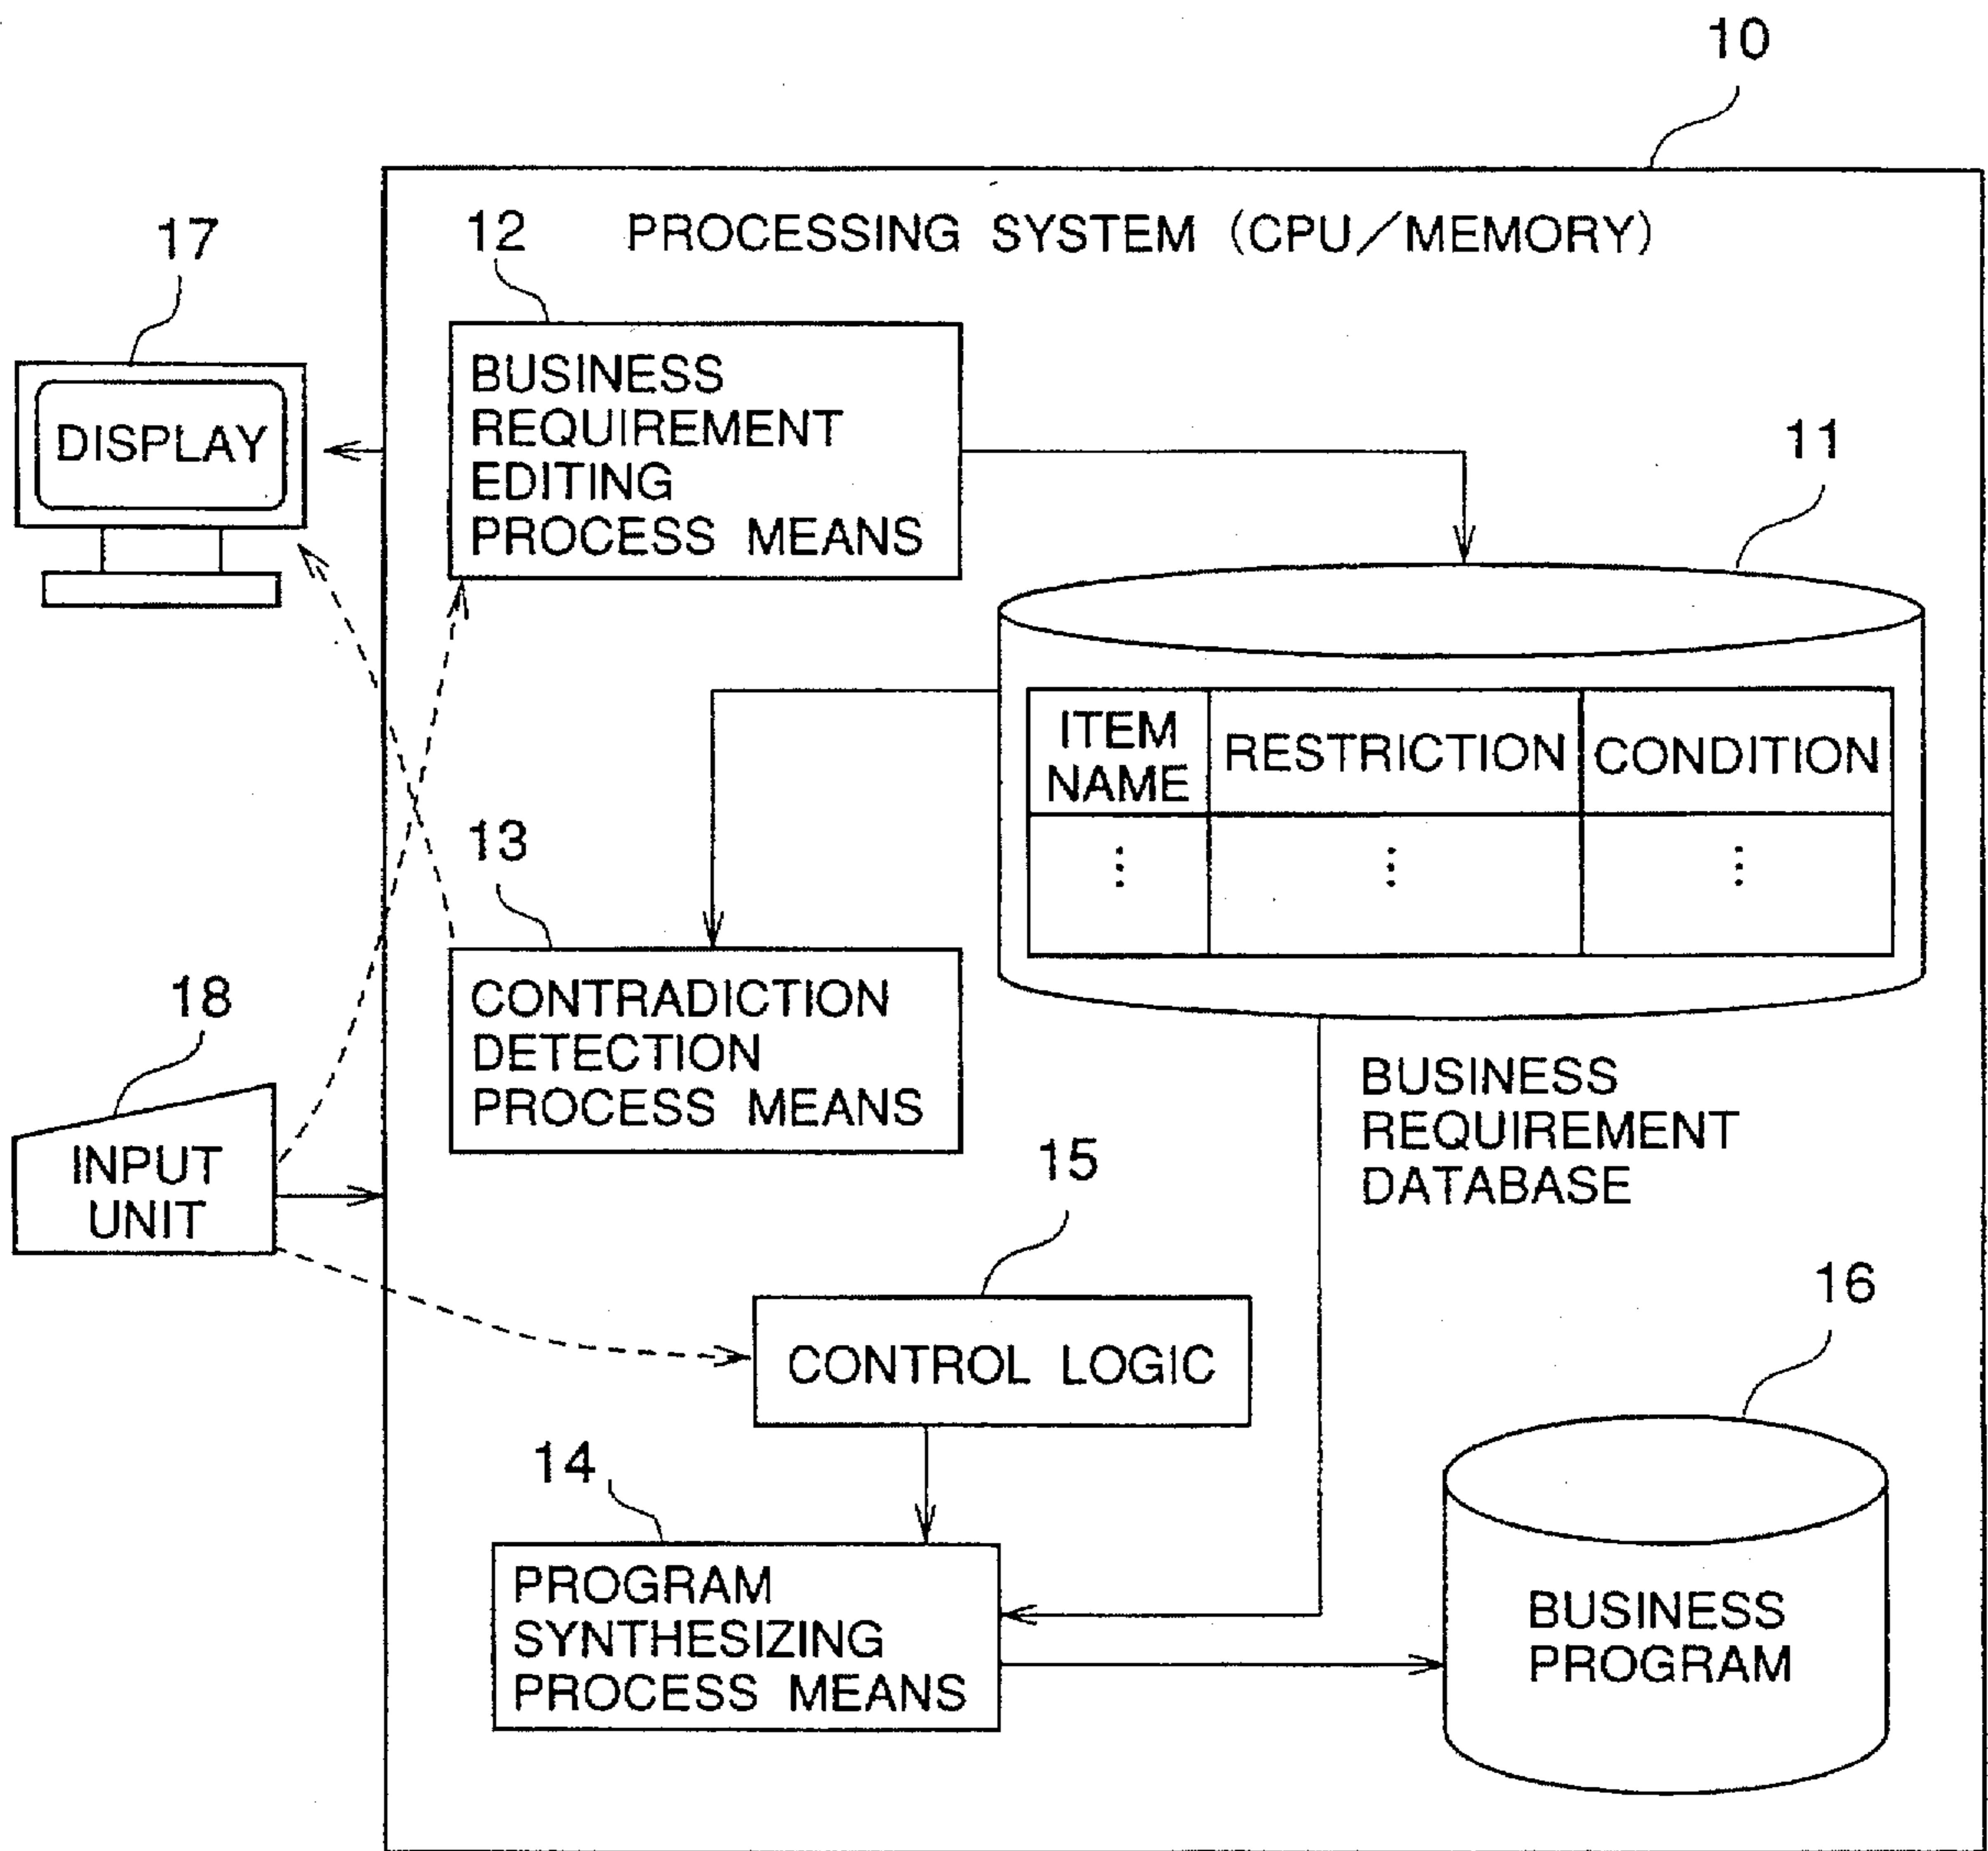 10
PROCESSING SYSTEM (CPU/MEMORY)
12
17
BUSINESS
REQUIREMENT
EDITING
PROCESS MEANS
DISPLAY
11
ITEM
NAME
RESTRICTION
CONDITION
⋮
⋮
⋮
13
CONTRADICTION
DETECTION
PROCESS MEANS
18
INPUT
UNIT
BUSINESS
REQUIREMENT
DATABASE
15
CONTROL LOGIC
16
14
PROGRAM
SYNTHESIZING
PROCESS MEANS
BUSINESS
PROGRAM